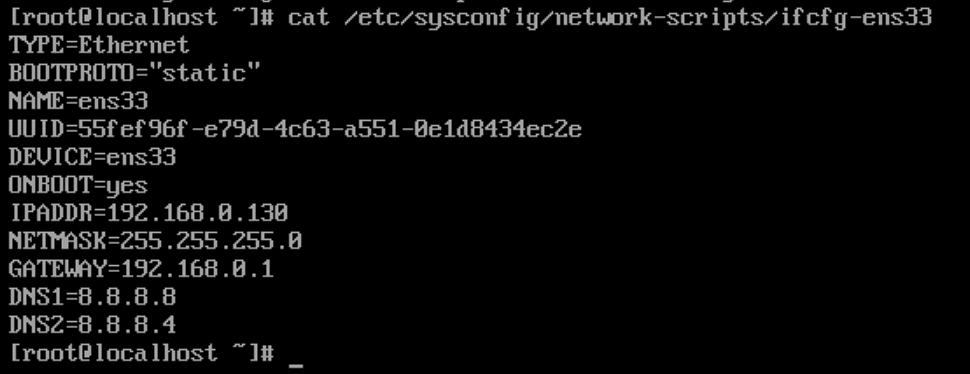 [root@localhost ~]# cat /etc/sysconfig/network-scripts/ifcfg-ens33
TYPE=Ethernet
BOOTPROTO="static"
NAME=ens33
UUID=55fef96f-e79d-4c63-a551-0e1d8434ec2e
DEVICE=ens33
ONBOOT=yes
IPADDR=192.168.0.130
NETMASK=255.255.255.0
GATEWAY=192.168.0.1
DNS1=8.8.8.8
DNS2=8.8.8.4
[root@localhost ~]# _